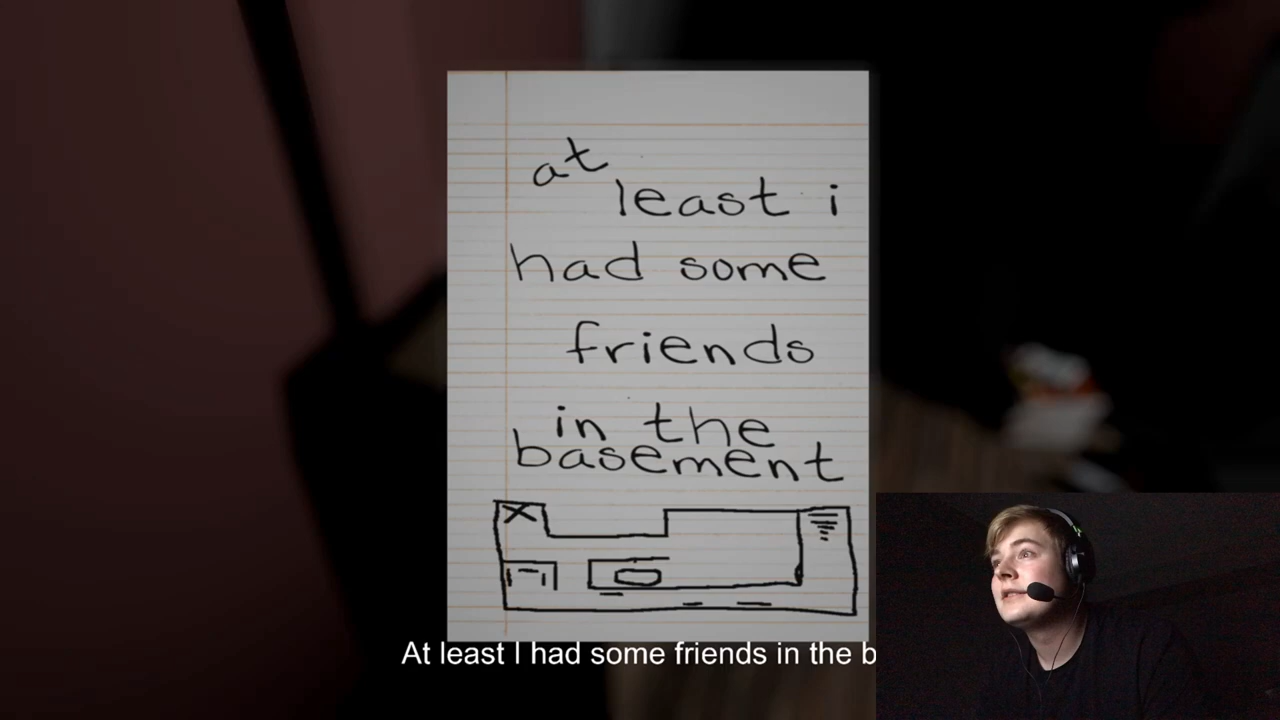 at
least i
had some
friends
in the
basement
At least I had some friends in the b